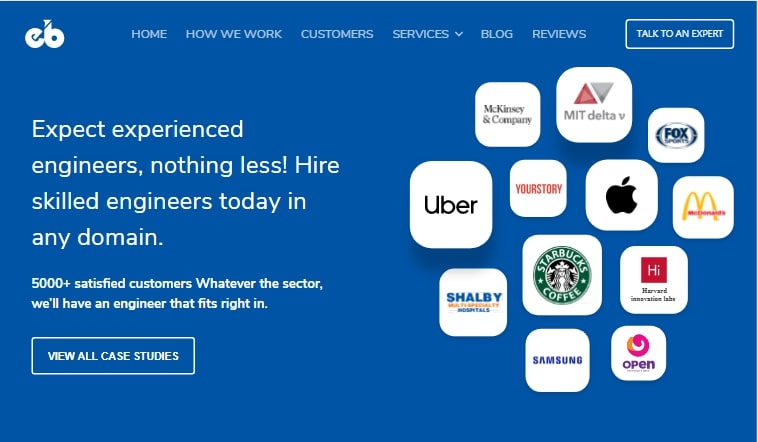 eb
HOME HOW WE WORK CUSTOMERS SERVICES BLOG REVIEWS TALK TO AN EXPERT
Expect experienced
engineers, nothing less! Hire
skilled engineers today in
any domain.
5000+ satisfied customers Whatever the sector,
we'll have an engineer that fits right in.
VIEW ALL CASE STUDIES
McKinsey
& Company
MIT delta v
FOX
SPORTS
Uber
YOURSTORY
McDonald's
STARBUCKS
COFFEE
Hi
Harvard
innovation labs
SHALBY
MULTI-SPECIALTY
HOSPITALS
SAMSUNG
OPEN